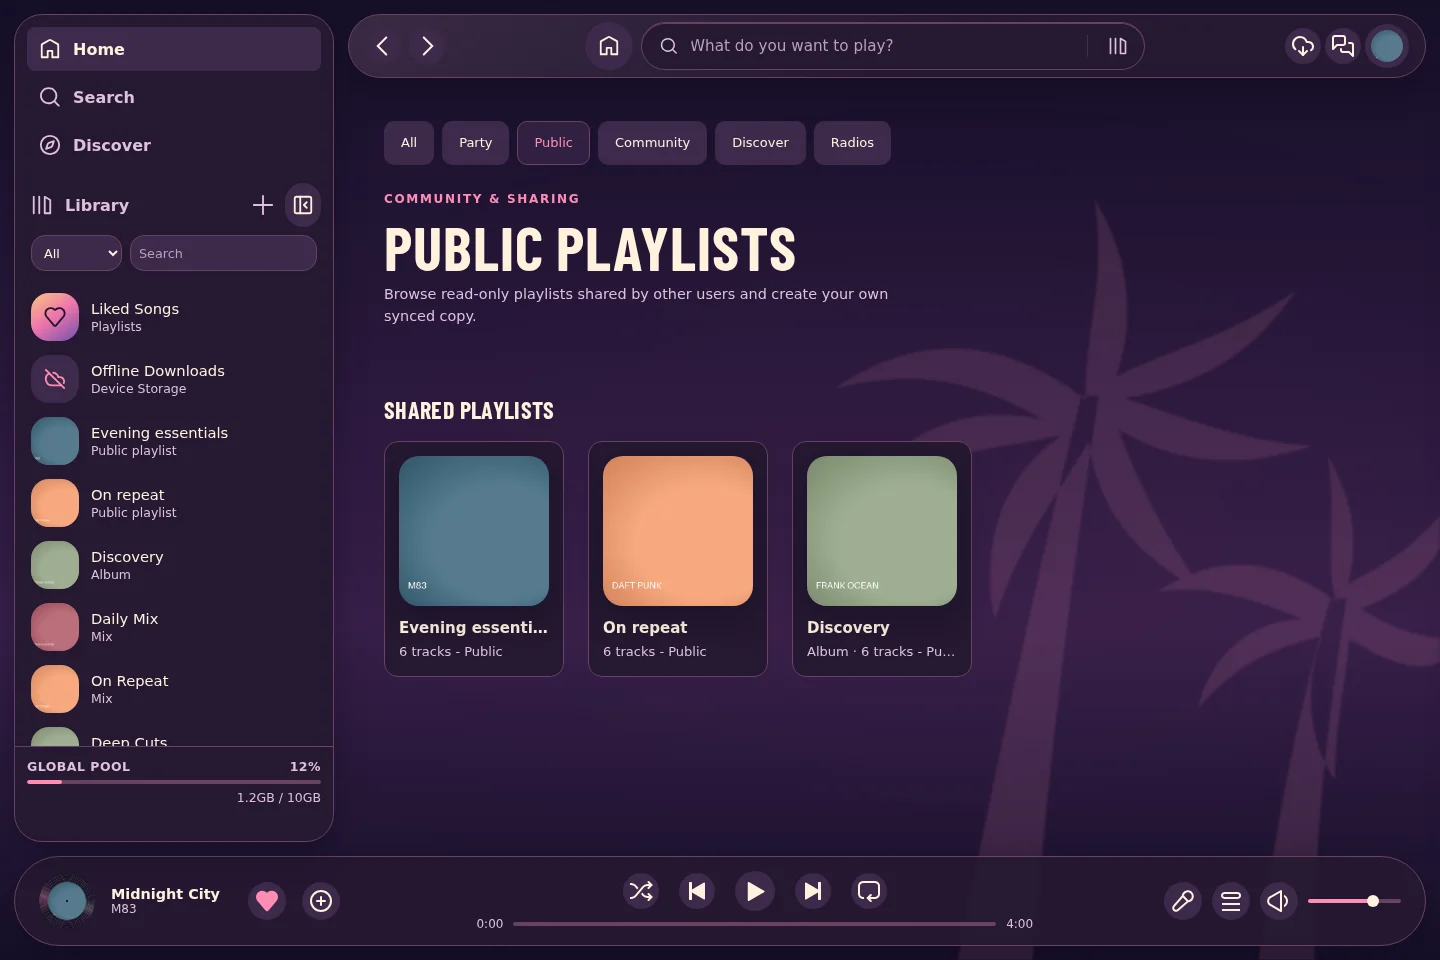 Home
Search
Discover
Library
All
Search
Liked Songs
Playlists
Offline Downloads
Device Storage
Evening essentials
Public playlist
On repeat
Public playlist
Discovery
Album
Daily Mix
Mix
On Repeat
Mix
Deep Cuts
GLOBAL POOL 12%
1.2GB / 10GB
What do you want to play?
All
Party
Public
Community
Discover
Radios
COMMUNITY & SHARING
PUBLIC PLAYLISTS
Browse read-only playlists shared by other users and create your own
synced copy.
SHARED PLAYLISTS
M83
Evening essenti...
6 tracks - Public
DAFT PUNK
On repeat
6 tracks - Public
FRANK OCEAN
Discovery
Album · 6 tracks - Pu...
Midnight City
M83
0:00
4:00